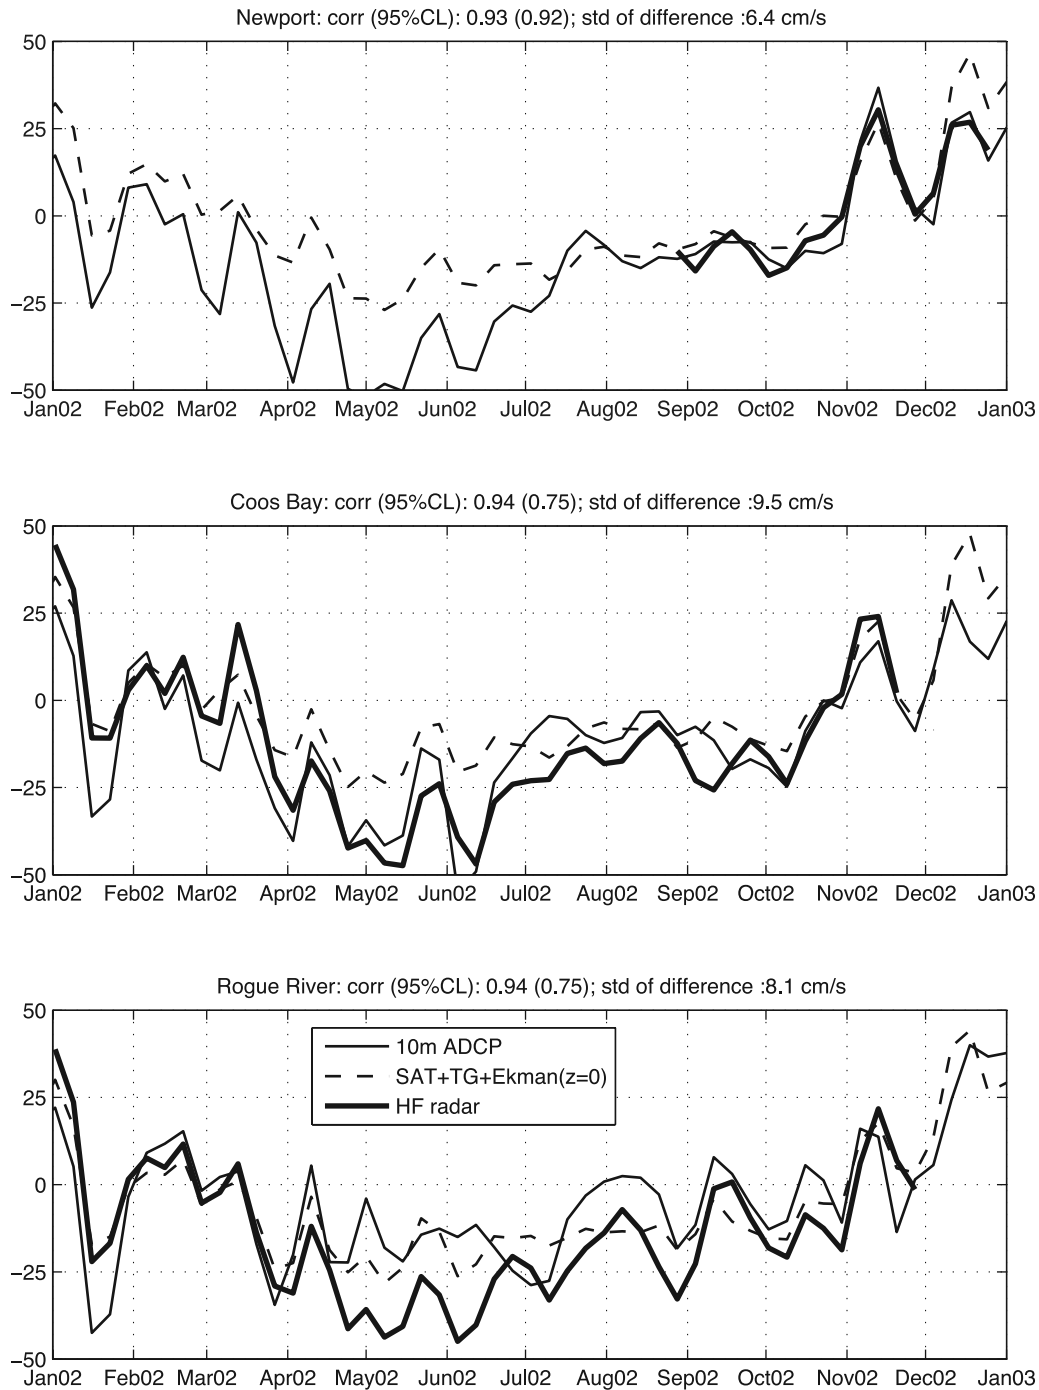 Newport: corr (95%CL): 0.93 (0.92); std of difference :6.4 cm/s
50
25
0
−25
−50
Jan02 Feb02 Mar02 Apr02 May02 Jun02 Jul02 Aug02 Sep02 Oct02 Nov02 Dec02 Jan03
Coos Bay: corr (95%CL): 0.94 (0.75); std of difference :9.5 cm/s
50
25
0
−25
−50
Jan02 Feb02 Mar02 Apr02 May02 Jun02 Jul02 Aug02 Sep02 Oct02 Nov02 Dec02 Jan03
Rogue River: corr (95%CL): 0.94 (0.75); std of difference :8.1 cm/s
50
25
0
−25
−50
10m ADCP
SAT+TG+Ekman(z=0)
HF radar
Jan02 Feb02 Mar02 Apr02 May02 Jun02 Jul02 Aug02 Sep02 Oct02 Nov02 Dec02 Jan03